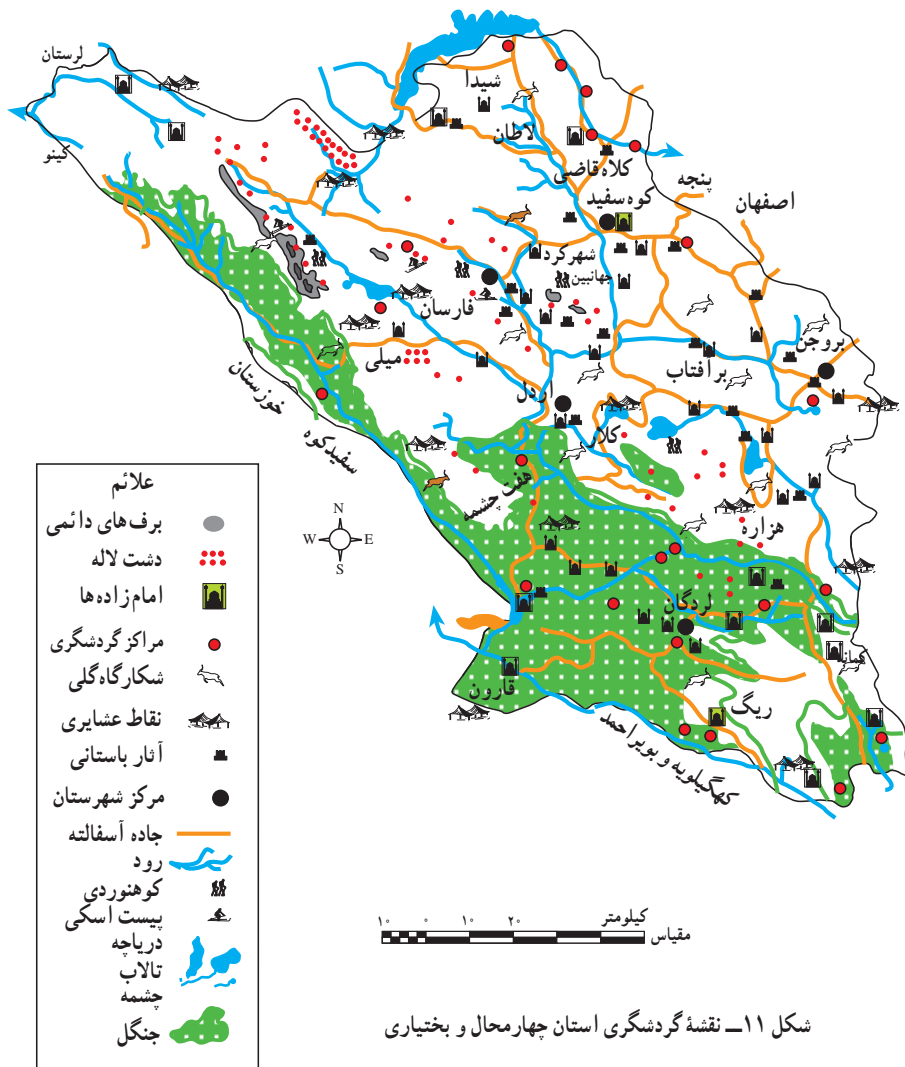 لرستان
شیدا
لاطان
کینو
کلاه قاضی
پنجه
کوه سفید
اصفهان
شهرکرد
جهانبین
فارسان
بروجن
میلی
برافتاب
خوزستان
اردل
کلار
سفیدکوه
هفت چشمه
هزاره
لردگان
قارون
ریگ
کهگیلویه و بویراحمد
علائم
برف‌های دائمی
دشت لاله
امام‌زاده‌ها
مراکز گردشگری
شکارگاه گلی
نقاط عشایری
آثار باستانی
مرکز شهرستان
جاده آسفالته
رود
کوهنوردی
پیست اسکی
دریاچه
تالاب
چشمه
جنگل
N
W E
S
۱۰ ۰ ۱۰ ۲۰ کیلومتر
مقیاس
شکل ۱۱ــ نقشهٔ گردشگری استان چهارمحال و بختیاری